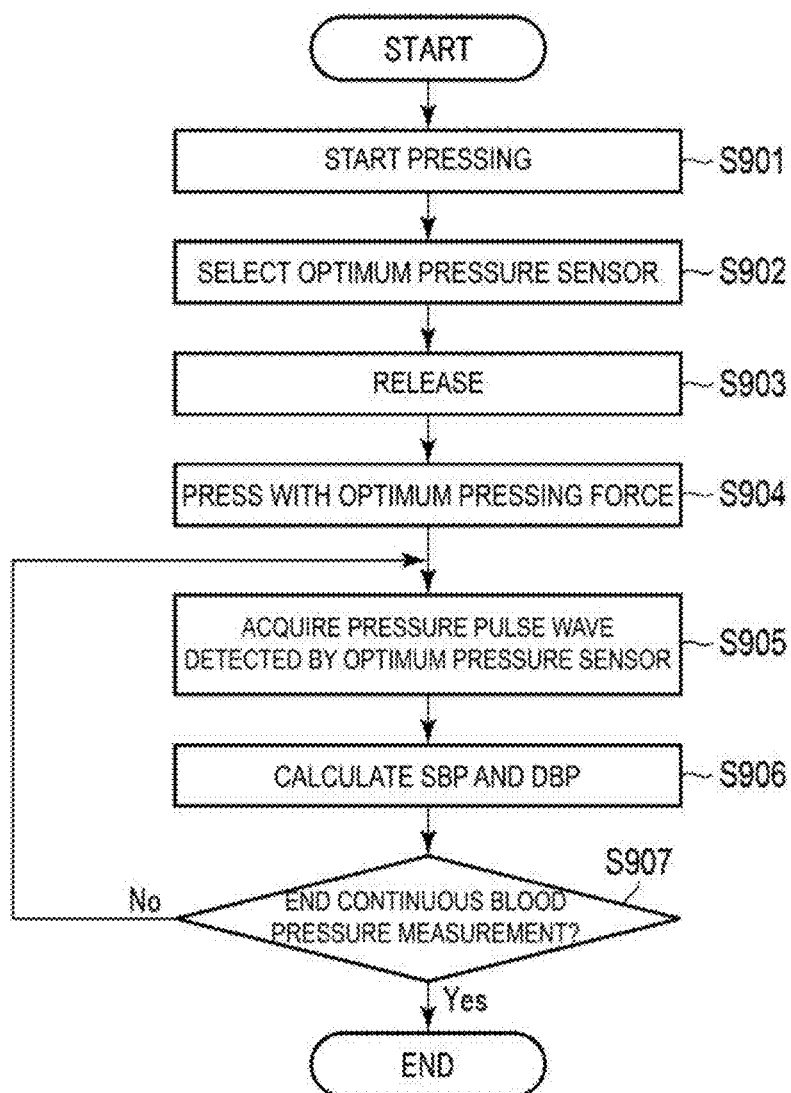 START
START PRESSING
S901
SELECT OPTIMUM PRESSURE SENSOR
S902
RELEASE
S903
PRESS WITH OPTIMUM PRESSING FORCE
S904
ACQUIRE PRESSURE PULSE WAVE
DETECTED BY OPTIMUM PRESSURE SENSOR
S905
CALCULATE SBP AND DBP
S906
S907
No
END CONTINUOUS BLOOD
PRESSURE MEASUREMENT?
Yes
END